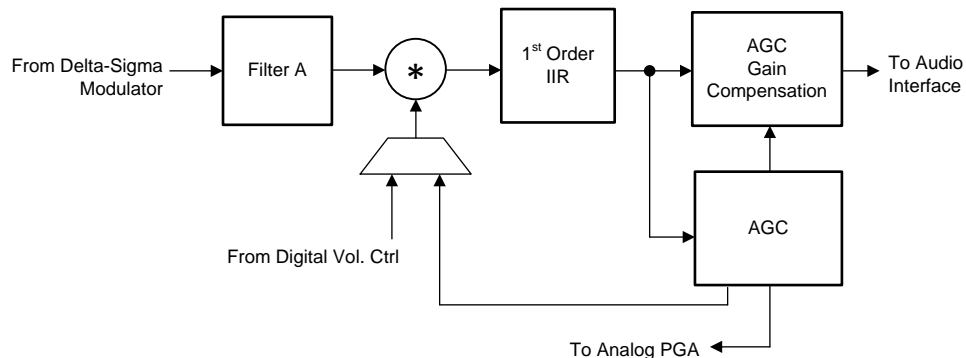 From Delta-Sigma
Modulator
Filter A
*
1st Order
IIR
AGC
Gain
Compensation
To Audio
Interface
AGC
From Digital Vol. Ctrl
To Analog PGA